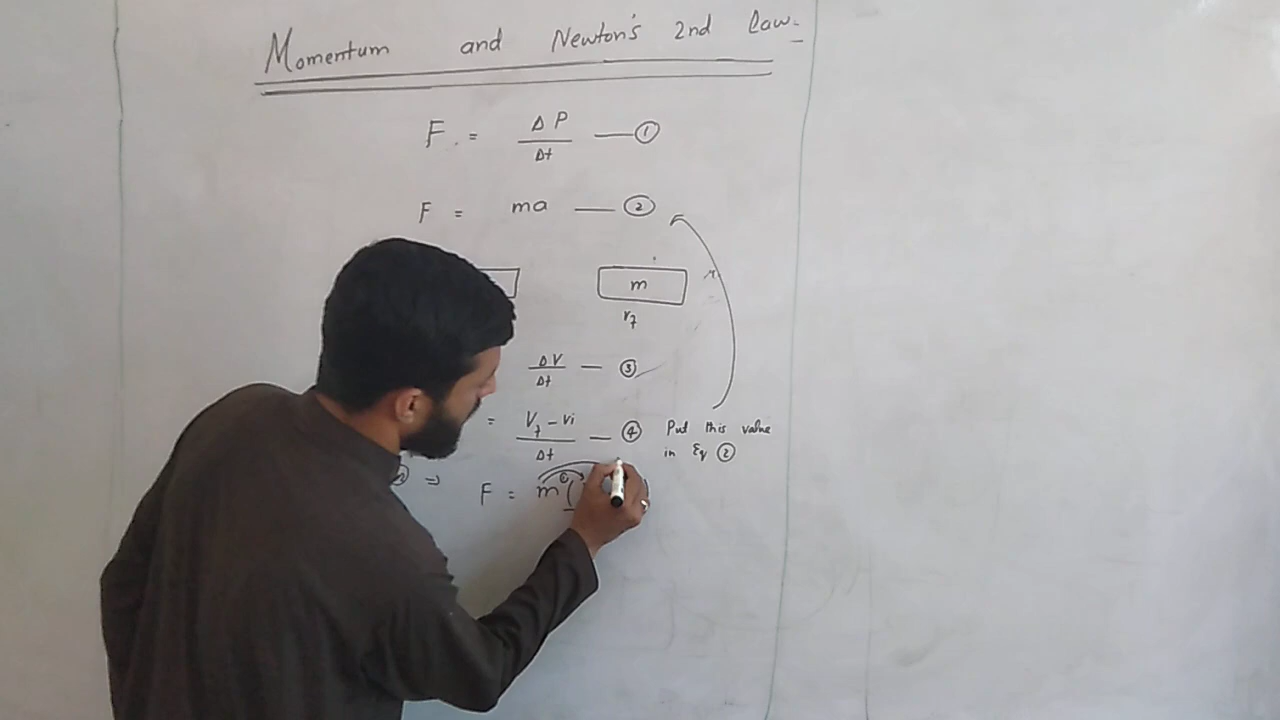 Momentum and Newton's 2nd Law.
F = ΔP / Δt — ①
F = ma — ②
m
vf
ΔV / Δt — ③
= Vf - vi / Δt — ④ Put this value
in Eq ②
⇒ F = m (